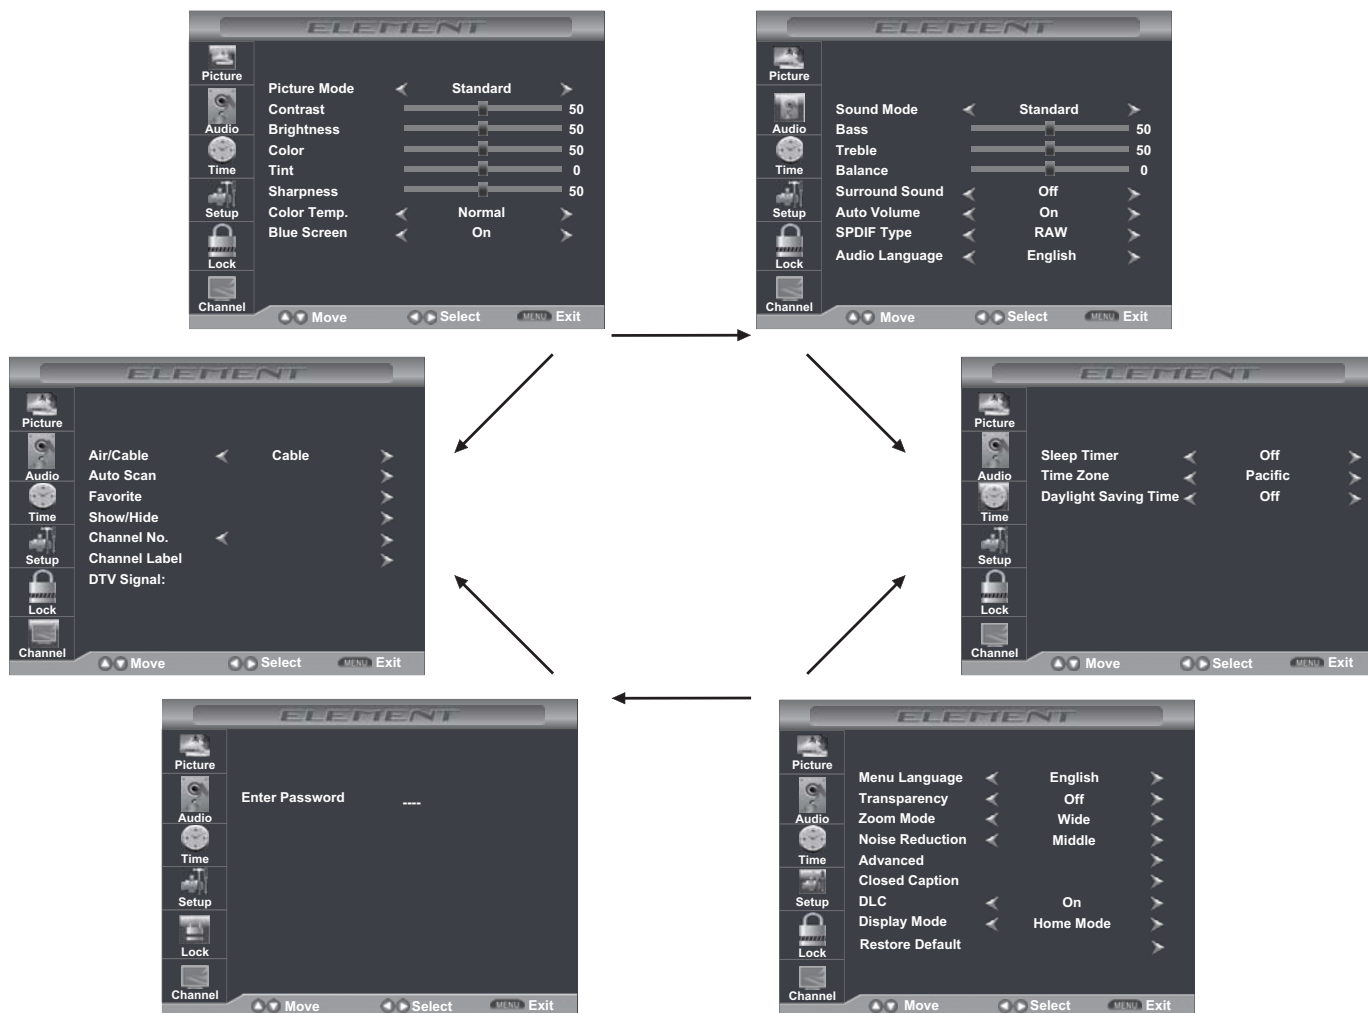 ELEMENT
Picture
Audio
Time
Setup
Lock
Channel
Picture Mode Standard
Contrast 50
Brightness 50
Color 50
Tint 0
Sharpness 50
Color Temp. Normal
Blue Screen On
Move Select MENU Exit
ELEMENT
Picture
Audio
Time
Setup
Lock
Channel
Sound Mode Standard
Bass 50
Treble 50
Balance 0
Surround Sound Off
Auto Volume On
SPDIF Type RAW
Audio Language English
Move Select MENU Exit
ELEMENT
Picture
Audio
Time
Setup
Lock
Channel
Air/Cable Cable
Auto Scan
Favorite
Show/Hide
Channel No.
Channel Label
DTV Signal:
Move Select MENU Exit
ELEMENT
Picture
Audio
Time
Setup
Lock
Channel
Sleep Timer Off
Time Zone Pacific
Daylight Saving Time Off
Move Select MENU Exit
ELEMENT
Picture
Audio
Time
Setup
Lock
Channel
Enter Password ----
Move Select MENU Exit
ELEMENT
Picture
Audio
Time
Setup
Lock
Channel
Menu Language English
Transparency Off
Zoom Mode Wide
Noise Reduction Middle
Advanced
Closed Caption
DLC On
Display Mode Home Mode
Restore Default
Move Select MENU Exit